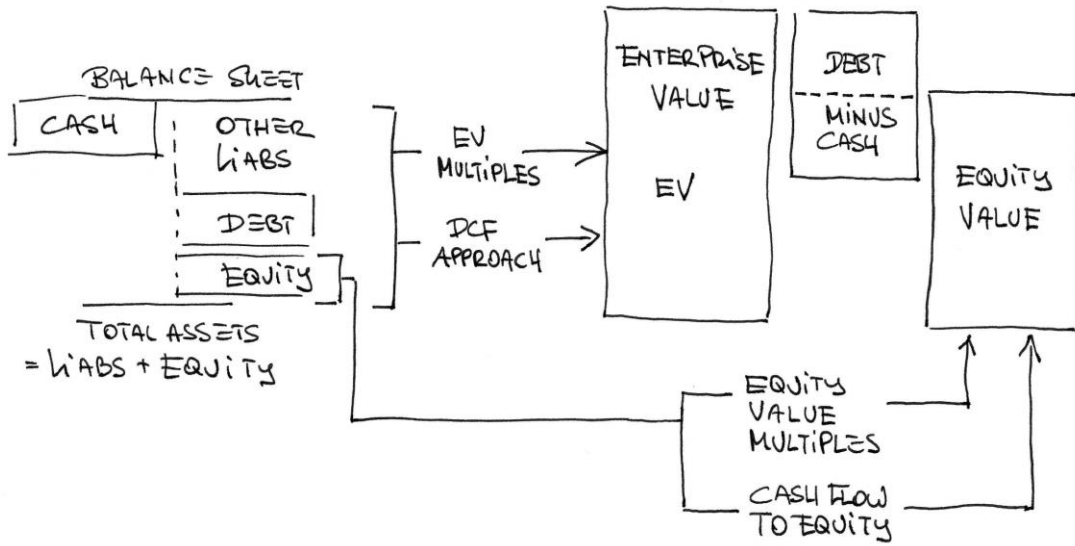 BALANCE SHEET
CASH
OTHER
LIABS
DEBT
EQUITY
TOTAL ASSETS
= LIABS + EQUITY
EV
MULTIPLES
DCF
APPROACH
ENTERPRISE
VALUE
EV
DEBT
MINUS
CASH
EQUITY
VALUE
EQUITY
VALUE
MULTIPLES
CASH FLOW
TO EQUITY